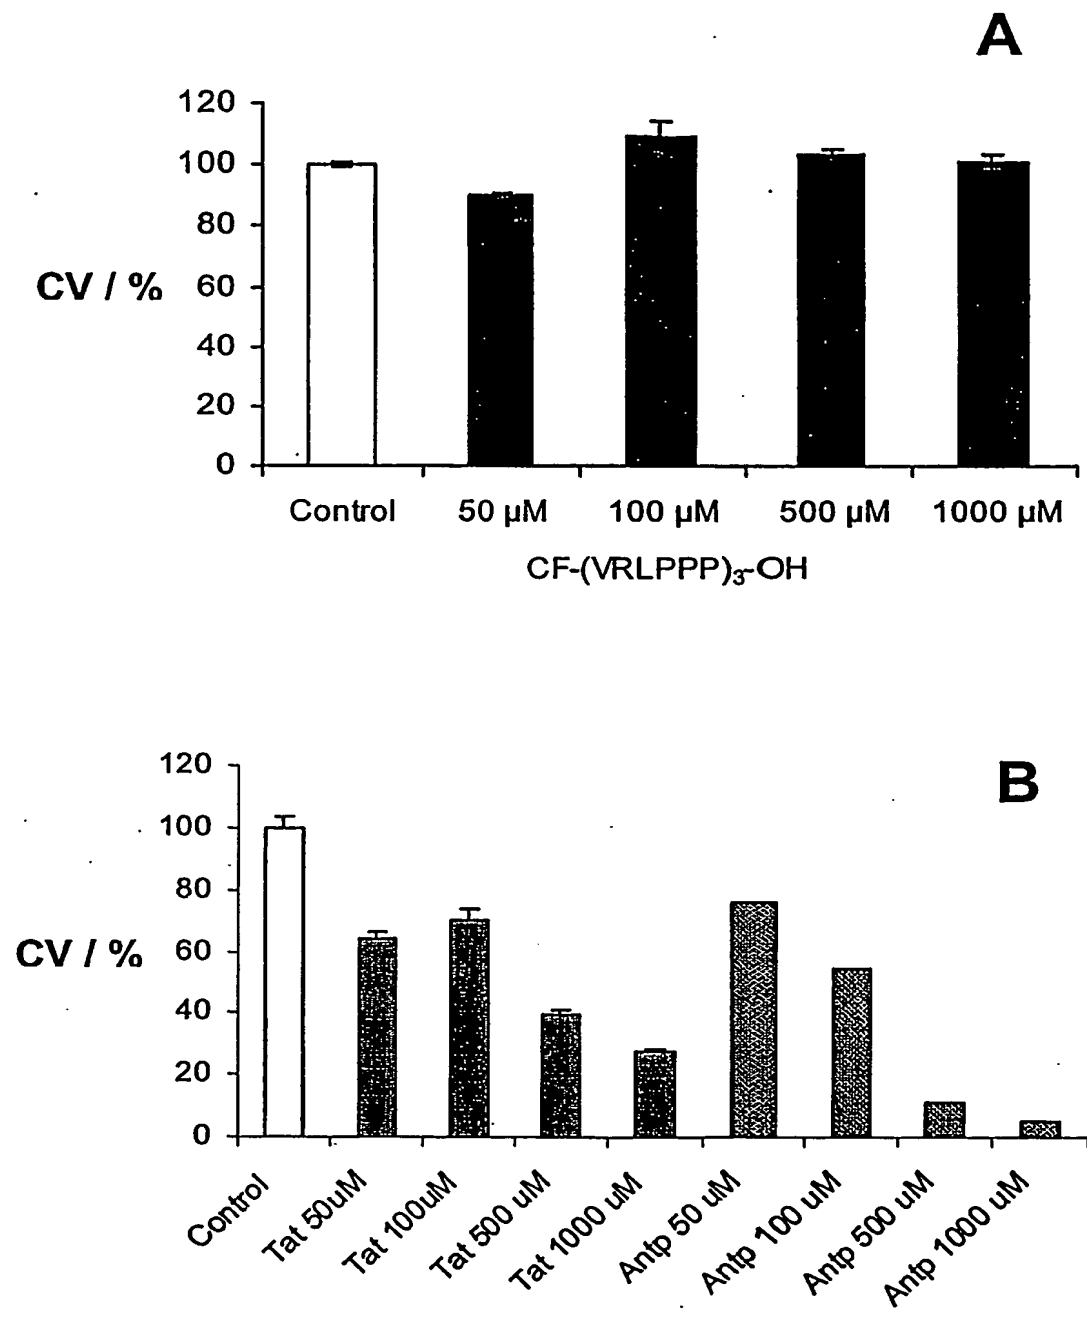 A
120
100
80
CV / %
60
40
20
0
Control 50 µM 100 µM 500 µM 1000 µM
CF-(VRLPPP)3-OH
B
120
100
80
CV / %
60
40
20
0
Control
Tat 50uM
Tat 100uM
Tat 500 uM
Tat 1000 uM
Antp 50 uM
Antp 100 uM
Antp 500 uM
Antp 1000 uM